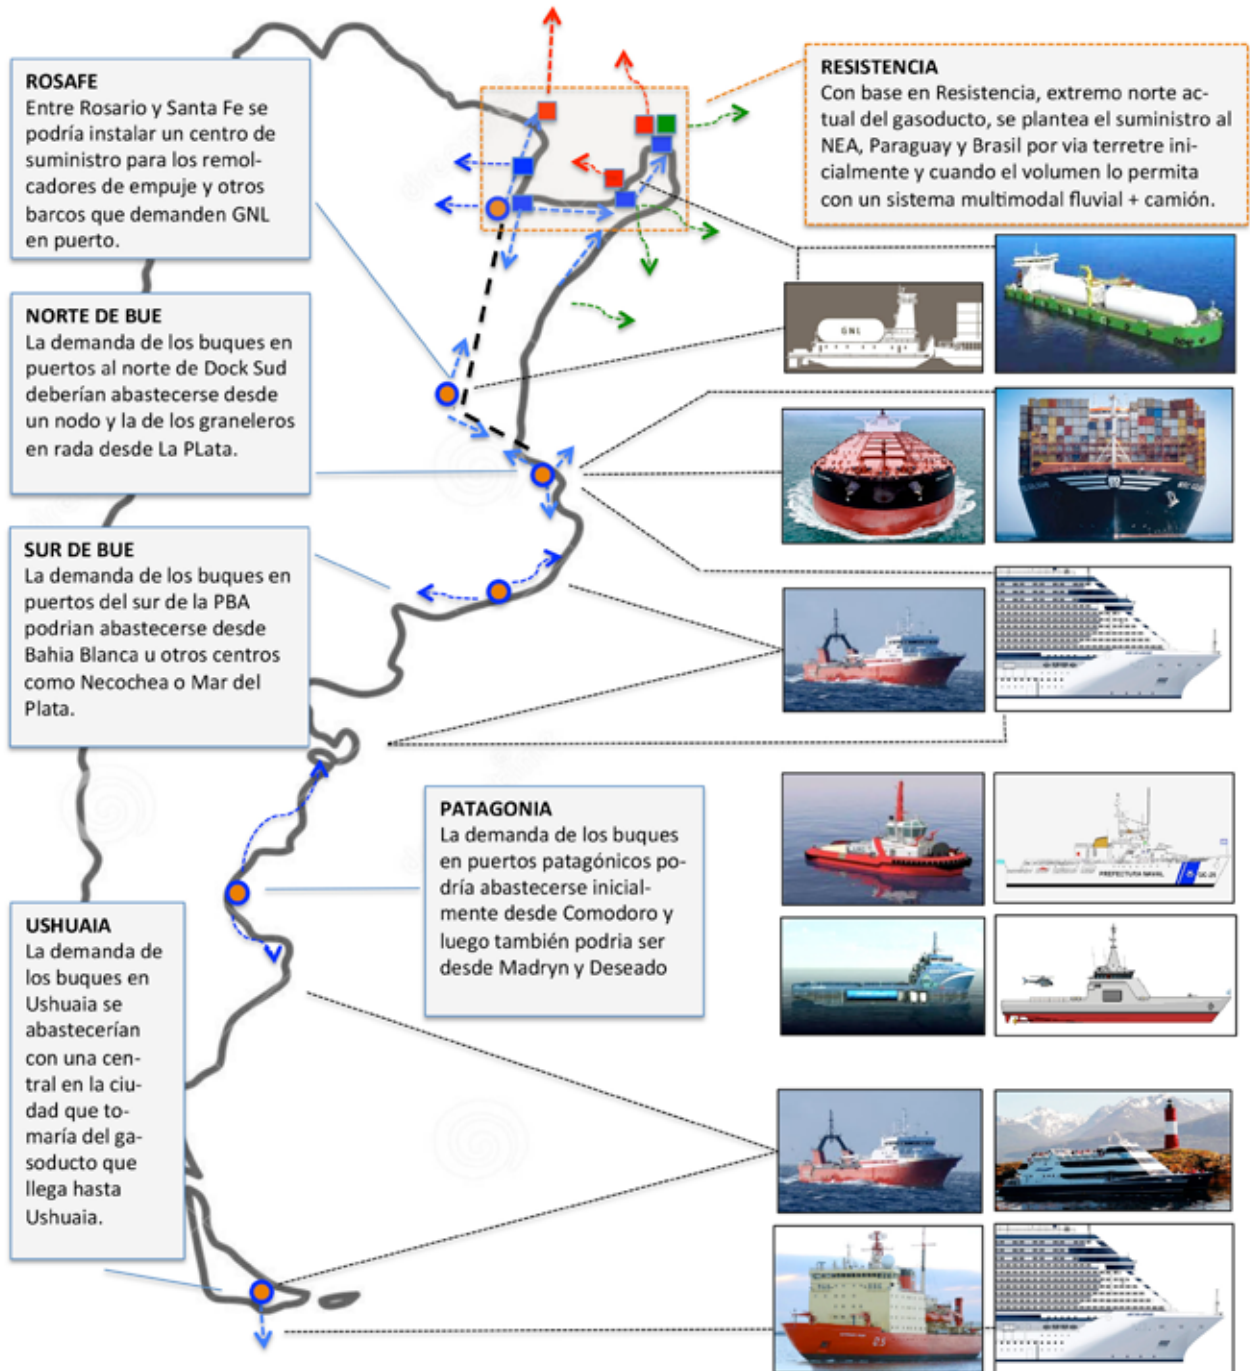 ROSAFE
Entre Rosario y Santa Fe se
podría instalar un centro de
suministro para los remol-
cadores de empuje y otros
barcos que demanden GNL
en puerto.
RESISTENCIA
Con base en Resistencia, extremo norte ac-
tual del gasoducto, se plantea el suministro al
NEA, Paraguay y Brasil por via terretre ini-
cialmente y cuando el volumen lo permita
con un sistema multimodal fluvial + camión.
NORTE DE BUE
La demanda de los buques en
puertos al norte de Dock Sud
deberían abastecerse desde
un nodo y la de los graneleros
en rada desde La PLata.
GNL
SUR DE BUE
La demanda de los buques en
puertos del sur de la PBA
podrian abastecerse desde
Bahia Blanca u otros centros
como Necochea o Mar del
Plata.
PATAGONIA
La demanda de los buques
en puertos patagónicos po-
dría abastecerse inicial-
mente desde Comodoro y
luego también podria ser
desde Madryn y Deseado
PREFECTURA NAVAL
USHUAIA
La demanda de
los buques en
Ushuaia se
abastecerían
con una cen-
tral en la ciu-
dad que to-
maría del ga-
soducto que
llega hasta
Ushuaia.